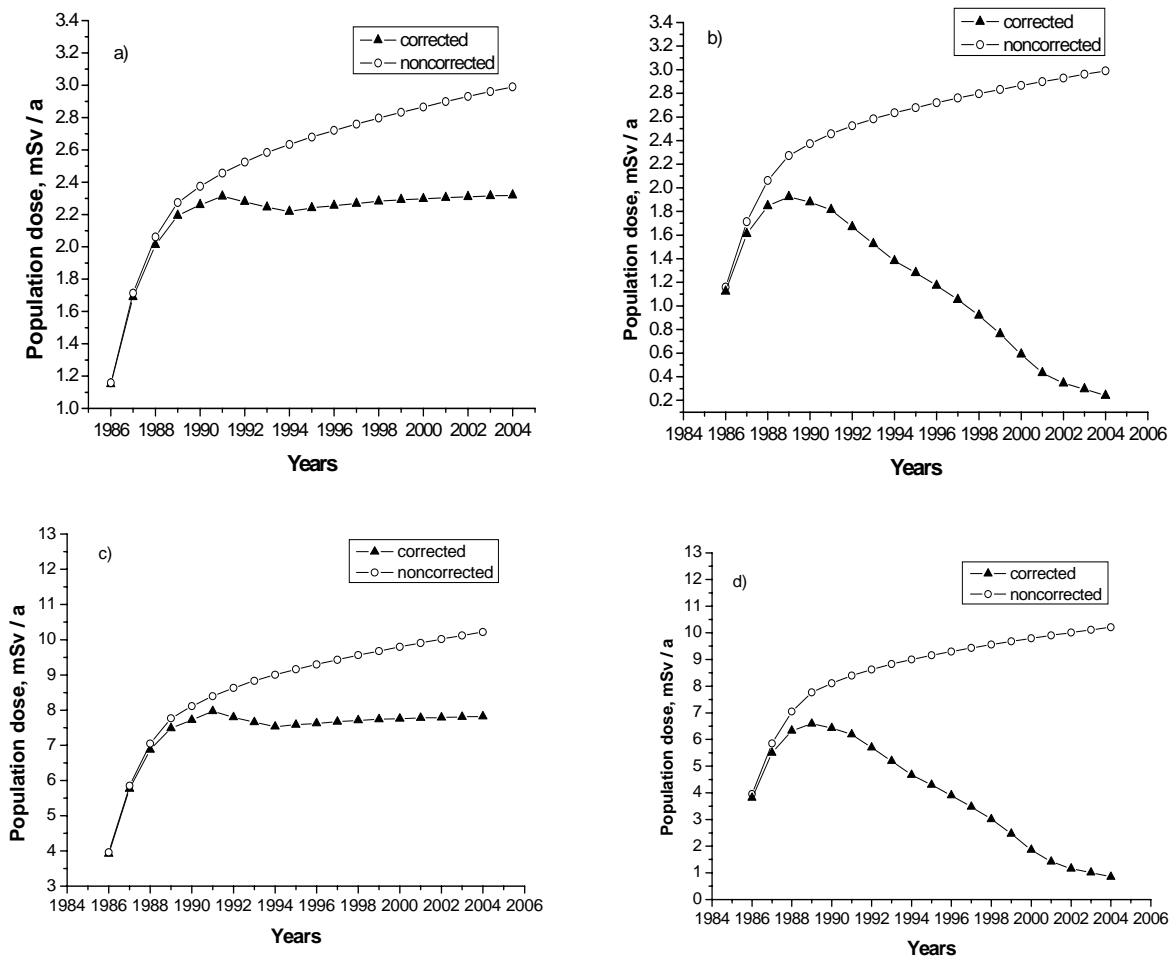 a)
corrected
noncorrected
Population dose, mSv / a
3.4
3.2
3.0
2.8
2.6
2.4
2.2
2.0
1.8
1.6
1.4
1.2
1.0
1986 1988 1990 1992 1994 1996 1998 2000 2002 2004
Years
b)
corrected
noncorrected
Population dose, mSv / a
3.4
3.2
3.0
2.8
2.6
2.4
2.2
2.0
1.8
1.6
1.4
1.2
1.0
0.8
0.6
0.4
0.2
1984 1986 1988 1990 1992 1994 1996 1998 2000 2002 2004 2006
Years
c)
corrected
noncorrected
Population dose, mSv / a
13
12
11
10
9
8
7
6
5
4
3
1984 1986 1988 1990 1992 1994 1996 1998 2000 2002 2004 2006
Years
d)
corrected
noncorrected
Population dose, mSv / a
13
12
11
10
9
8
7
6
5
4
3
2
1
0
1984 1986 1988 1990 1992 1994 1996 1998 2000 2002 2004 2006
Years